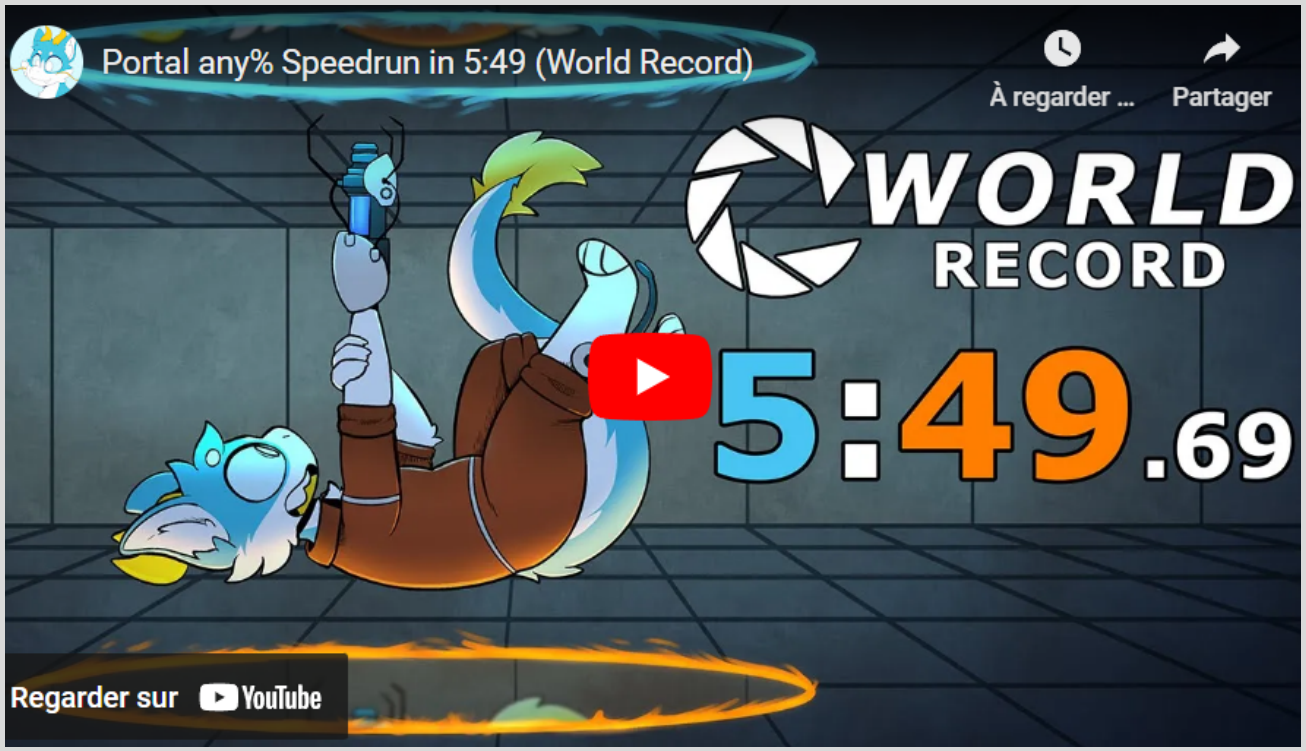 Portal any% Speedrun in 5:49 (World Record)
À regarder ...
Partager
WORLD
RECORD
5:49.69
Regarder sur YouTube